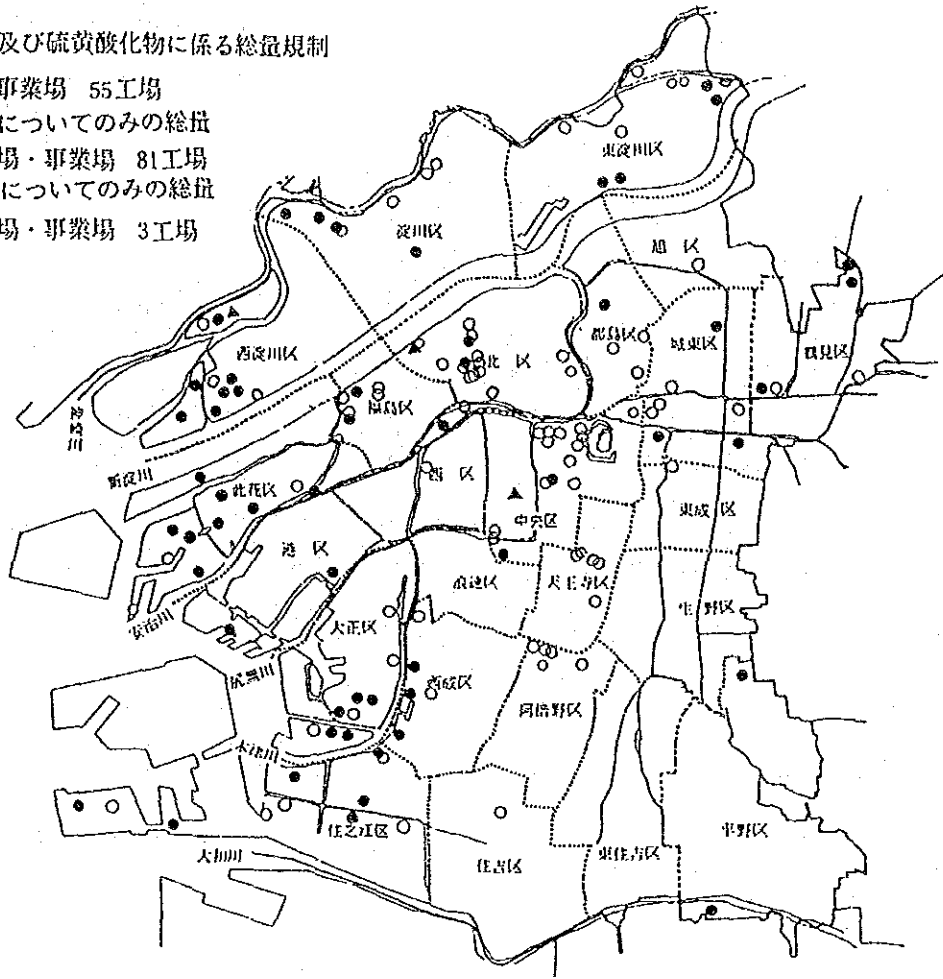 及び硫黄酸化物に係る総量規制
事業場 55工場
についてのみの総量
場・事業場 81工場
についてのみの総量
場・事業場 3工場
東淀川区
淀川区
旭区
西淀川区
北区
都島区
城東区
鶴見区
福島区
神崎川
新淀川
此花区
西区
中央区
東成区
港区
浪速区
天王寺区
生野区
安治川
大正区
尻無川
西成区
阿倍野区
木津川
住之江区
平野区
大和川
住吉区
東住吉区